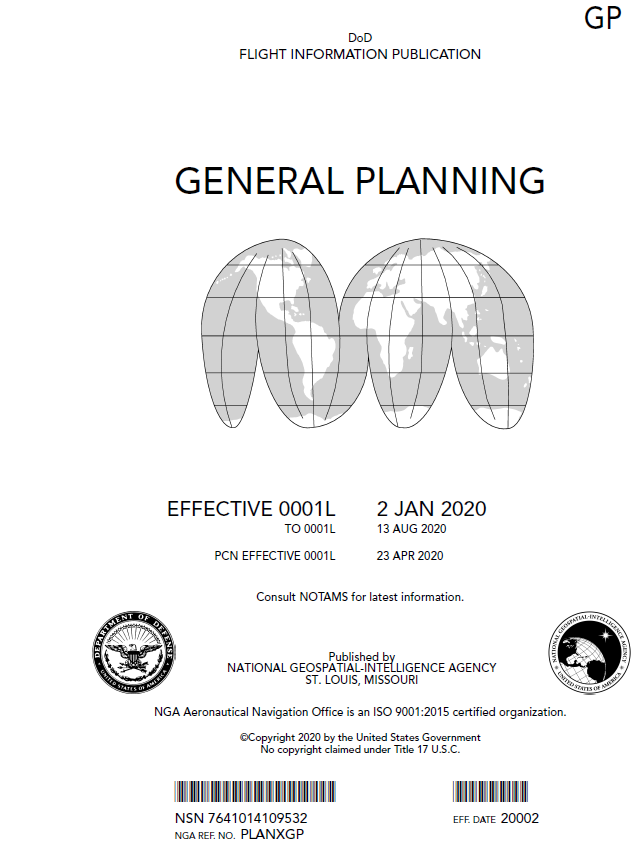 GP
DoD
FLIGHT INFORMATION PUBLICATION
GENERAL PLANNING
EFFECTIVE 0001L 2 JAN 2020
TO 0001L 13 AUG 2020
PCN EFFECTIVE 0001L 23 APR 2020
Consult NOTAMS for latest information.
DEPARTMENT OF DEFENSE
UNITED STATES OF AMERICA
Published by
NATIONAL GEOSPATIAL-INTELLIGENCE AGENCY
ST. LOUIS, MISSOURI
NATIONAL GEOSPATIAL-INTELLIGENCE AGENCY
UNITED STATES OF AMERICA
NGA Aeronautical Navigation Office is an ISO 9001:2015 certified organization.
©Copyright 2020 by the United States Government
No copyright claimed under Title 17 U.S.C.
NSN 7641014109532 EFF. DATE 20002
NGA REF. NO. PLANXGP